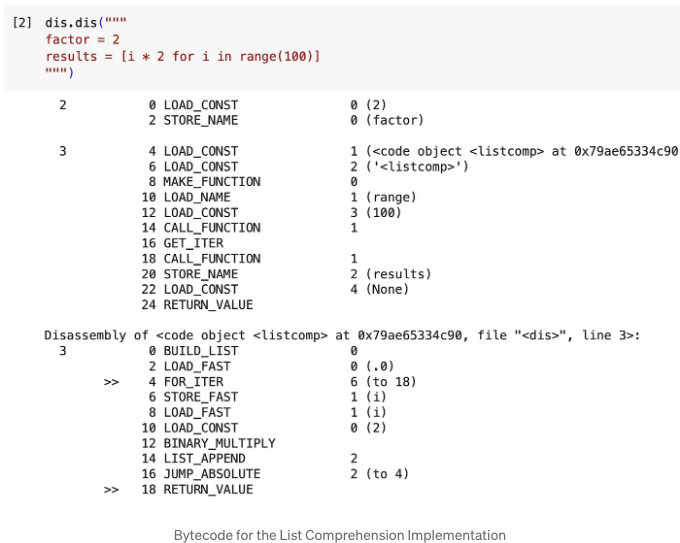 [2] dis.dis("""
factor = 2
results = [i * 2 for i in range(100)]
""")
2 0 LOAD_CONST 0 (2)
2 STORE_NAME 0 (factor)
3 4 LOAD_CONST 1 (<code object <listcomp> at 0x79ae65334c90
6 LOAD_CONST 2 ('<listcomp>')
8 MAKE_FUNCTION 0
10 LOAD_NAME 1 (range)
12 LOAD_CONST 3 (100)
14 CALL_FUNCTION 1
16 GET_ITER
18 CALL_FUNCTION 1
20 STORE_NAME 2 (results)
22 LOAD_CONST 4 (None)
24 RETURN_VALUE
Disassembly of <code object <listcomp> at 0x79ae65334c90, file "<dis>", line 3>:
3 0 BUILD_LIST 0
2 LOAD_FAST 0 (.0)
>> 4 FOR_ITER 6 (to 18)
6 STORE_FAST 1 (i)
8 LOAD_FAST 1 (i)
10 LOAD_CONST 0 (2)
12 BINARY_MULTIPLY
14 LIST_APPEND 2
16 JUMP_ABSOLUTE 2 (to 4)
>> 18 RETURN_VALUE
Bytecode for the List Comprehension Implementation